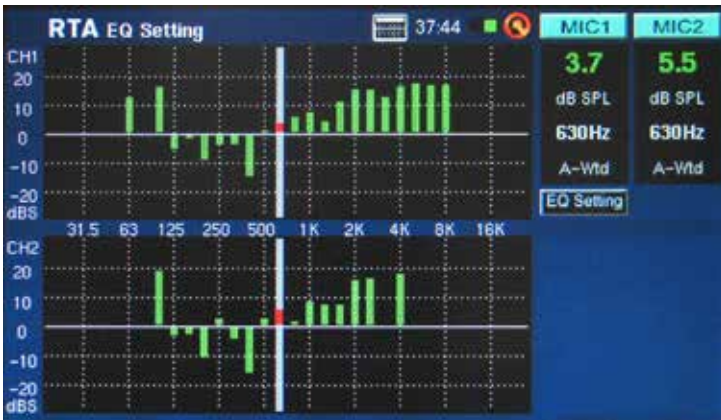 RTA EQ Setting 37:44 MIC1 MIC2
CH1
20
10
0
-10
-20
dBS
3.7 5.5
dB SPL dB SPL
630Hz 630Hz
A-Wtd A-Wtd
EQ Setting
31.5 63 125 250 500 1K 2K 4K 8K 16K
CH2
20
10
0
-10
-20
dBS